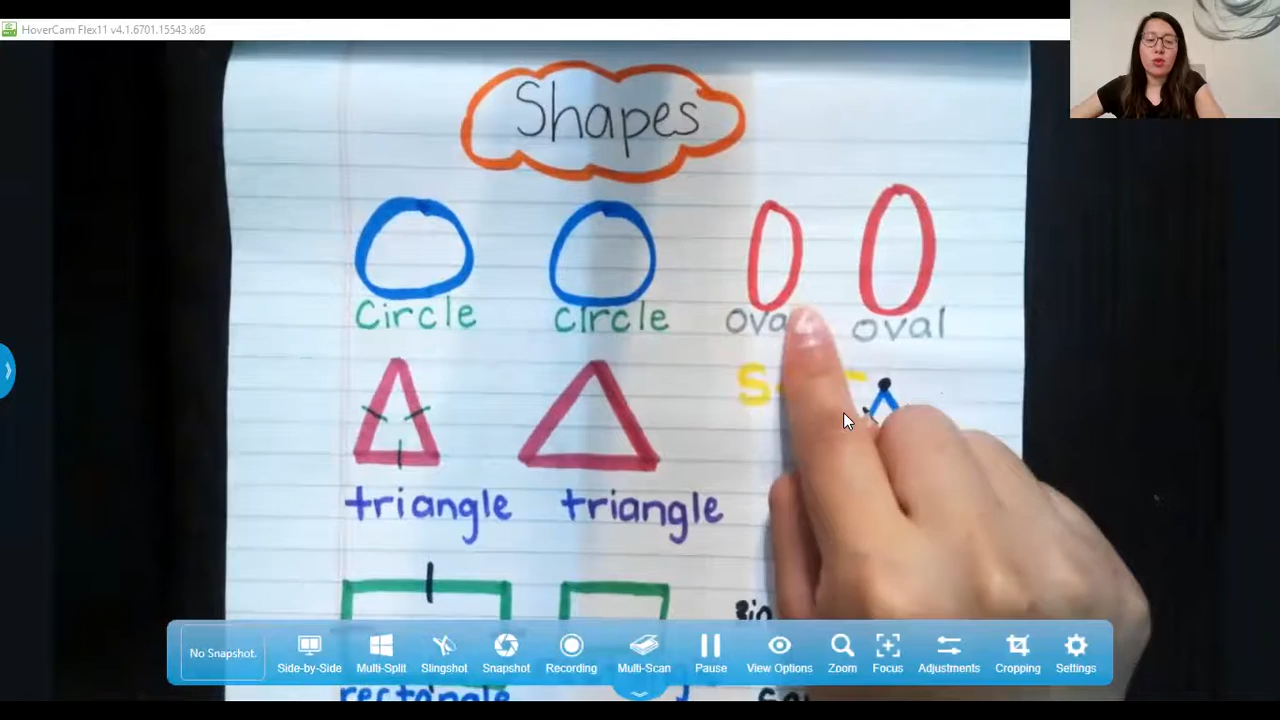 HoverCam Flex11 v4.1.6701.15543 x86
Shapes
Circle circle oval
triangle triangle
No Snapshot.
Side-by-Side Multi-Split Slingshot Snapshot Recording Multi-Scan Pause View Options Zoom Focus Adjustments Cropping Settings
rectangle